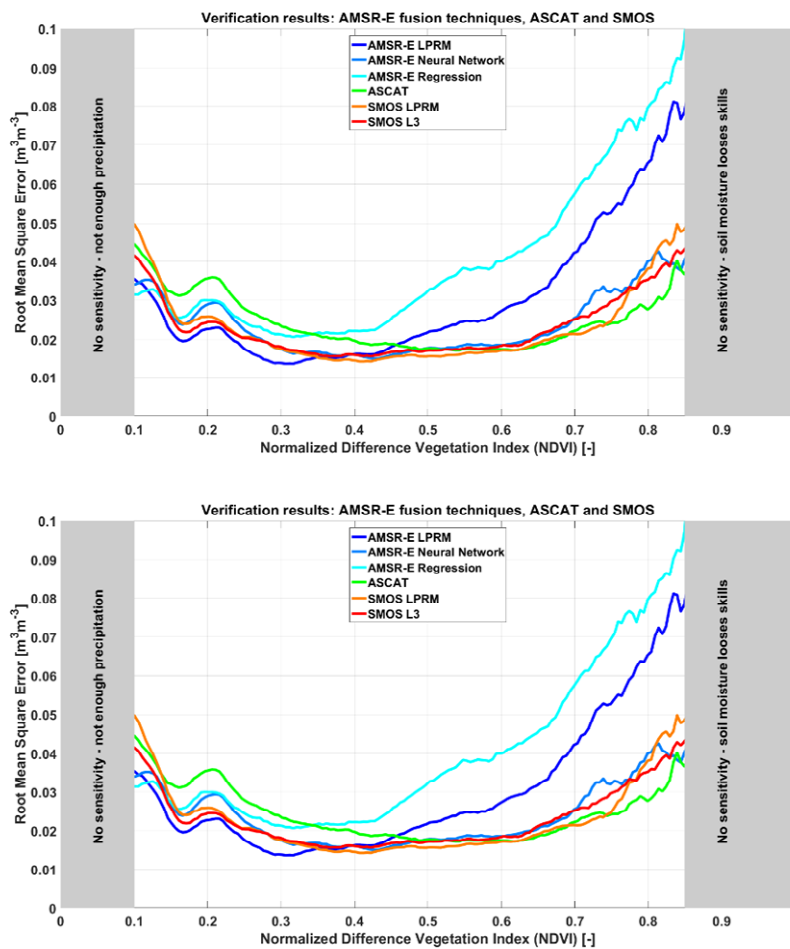 Verification results: AMSR-E fusion techniques, ASCAT and SMOS
AMSR-E LPRM
AMSR-E Neural Network
AMSR-E Regression
ASCAT
SMOS LPRM
SMOS L3
Root Mean Square Error [m³m⁻³]
0.1
0.09
0.08
0.07
0.06
0.05
0.04
0.03
0.02
0.01
0
No sensitivity - not enough precipitation
No sensitivity - soil moisture looses skills
0 0.1 0.2 0.3 0.4 0.5 0.6 0.7 0.8 0.9
Normalized Difference Vegetation Index (NDVI) [-]
Verification results: AMSR-E fusion techniques, ASCAT and SMOS
AMSR-E LPRM
AMSR-E Neural Network
AMSR-E Regression
ASCAT
SMOS LPRM
SMOS L3
Root Mean Square Error [m³m⁻³]
0.1
0.09
0.08
0.07
0.06
0.05
0.04
0.03
0.02
0.01
0
No sensitivity - not enough precipitation
No sensitivity - soil moisture looses skills
0 0.1 0.2 0.3 0.4 0.5 0.6 0.7 0.8 0.9
Normalized Difference Vegetation Index (NDVI) [-]